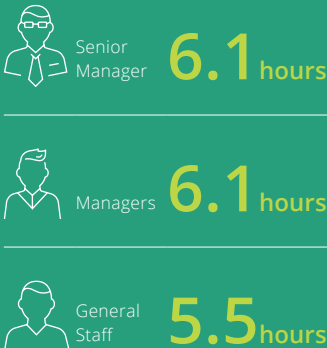 Senior
Manager 6.1 hours
Managers 6.1 hours
General
Staff 5.5 hours